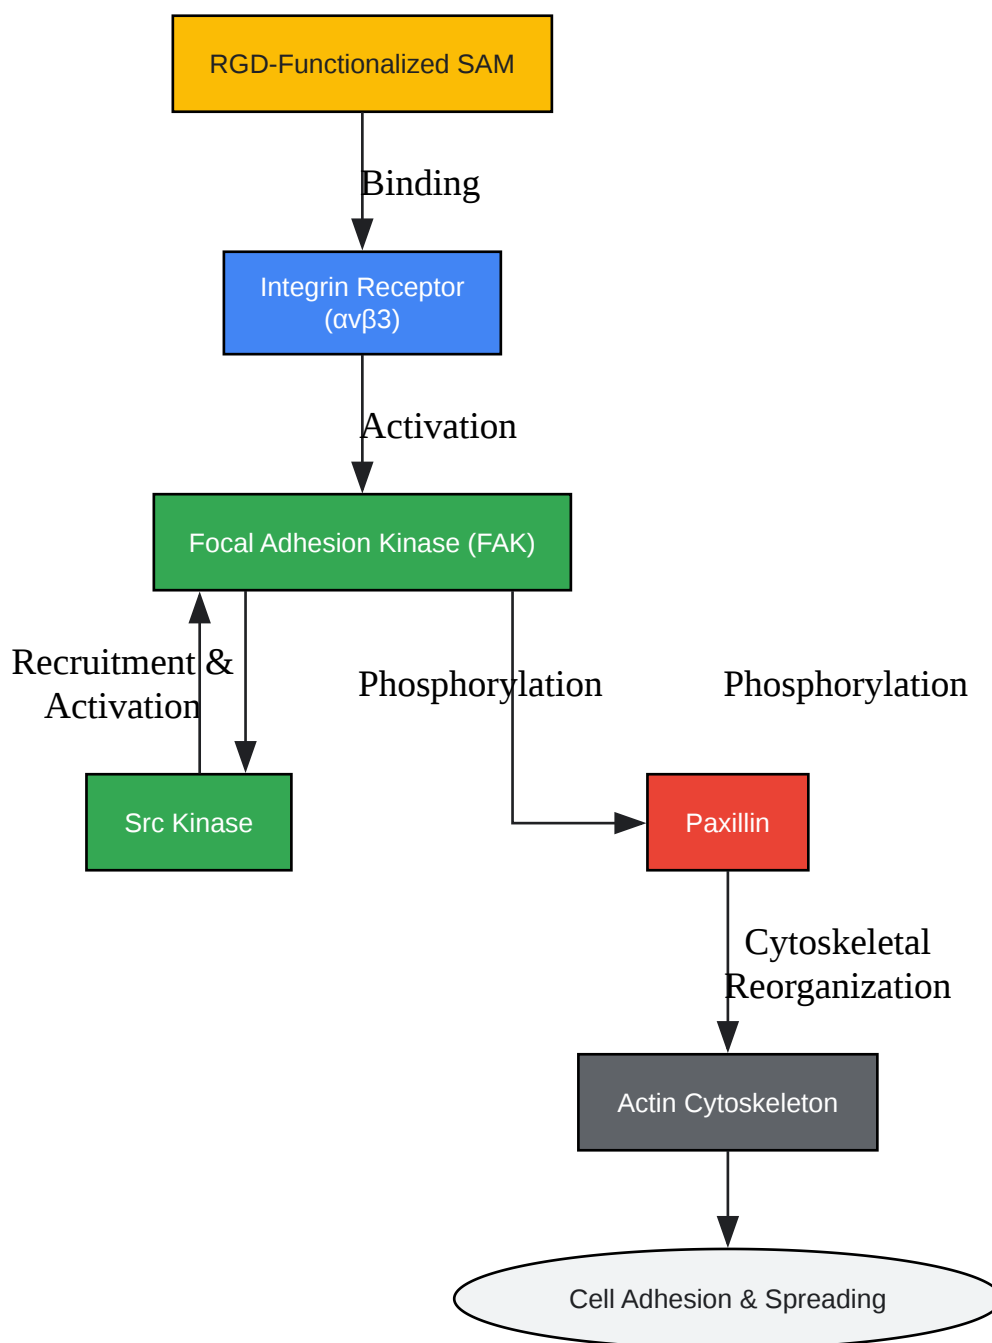 RGD-Functionalized SAM
Binding
Integrin Receptor
(αvβ3)
Activation
Focal Adhesion Kinase (FAK)
Recruitment &
Activation
Phosphorylation
Phosphorylation
Src Kinase
Paxillin
Cytoskeletal
Reorganization
Actin Cytoskeleton
Cell Adhesion & Spreading